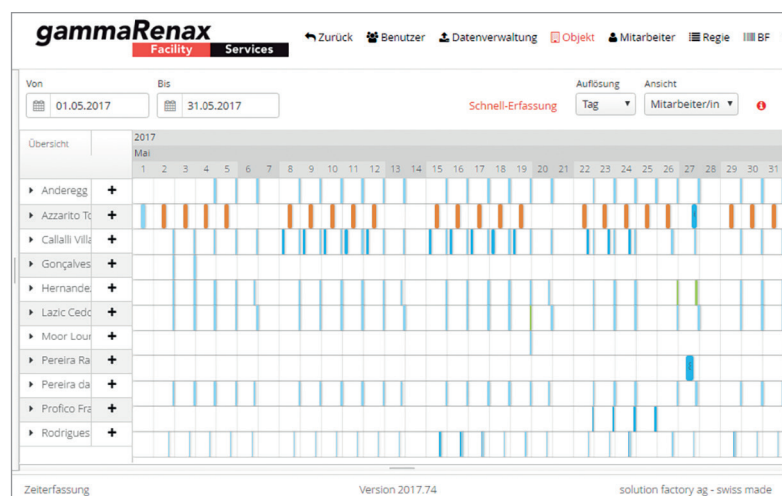 gammaRenax
Facility Services
Zurück Benutzer Datenverwaltung Objekt Mitarbeiter Regie BF
Von Bis Auflösung Ansicht
01.05.2017 31.05.2017 Schnell-Erfassung Tag Mitarbeiter/in
Übersicht 2017
Mai
1 2 3 4 5 6 7 8 9 10 11 12 13 14 15 16 17 18 19 20 21 22 23 24 25 26 27 28 29 30 31
Anderegg
Azzarito To
Callalli Villa
Gonçalves
Hernande
Lazic Cedo
Moor Lour
Pereira Ra
Pereira da
Profico Fra
Rodrigues
Zeiterfassung Version 2017.74 solution factory ag - swiss made